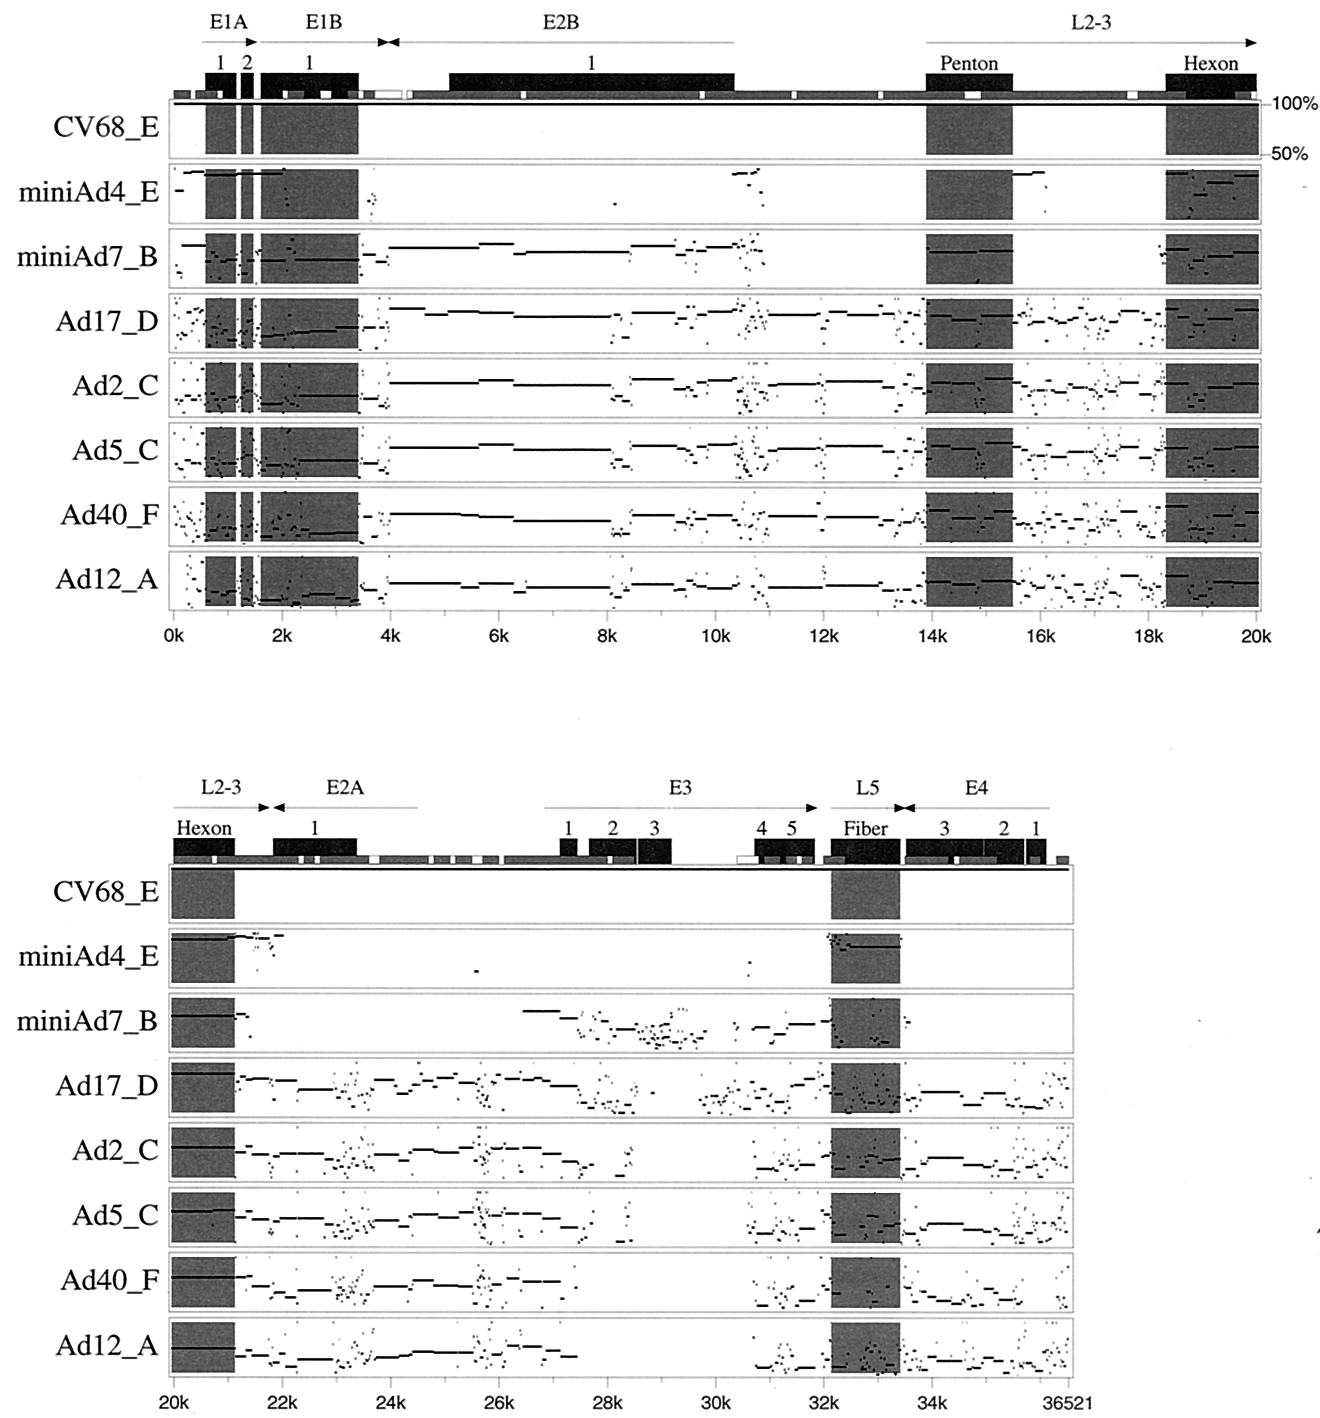 E1A E1B E2B L2-3
1 2 1 1 Penton Hexon
100%
CV68_E
50%
miniAd4_E
miniAd7_B
Ad17_D
Ad2_C
Ad5_C
Ad40_F
Ad12_A
0k 2k 4k 6k 8k 10k 12k 14k 16k 18k 20k
L2-3 E2A E3 L5 E4
Hexon 1 1 2 3 4 5 Fiber 3 2 1
CV68_E
miniAd4_E
miniAd7_B
Ad17_D
Ad2_C
Ad5_C
Ad40_F
Ad12_A
20k 22k 24k 26k 28k 30k 32k 34k 36521